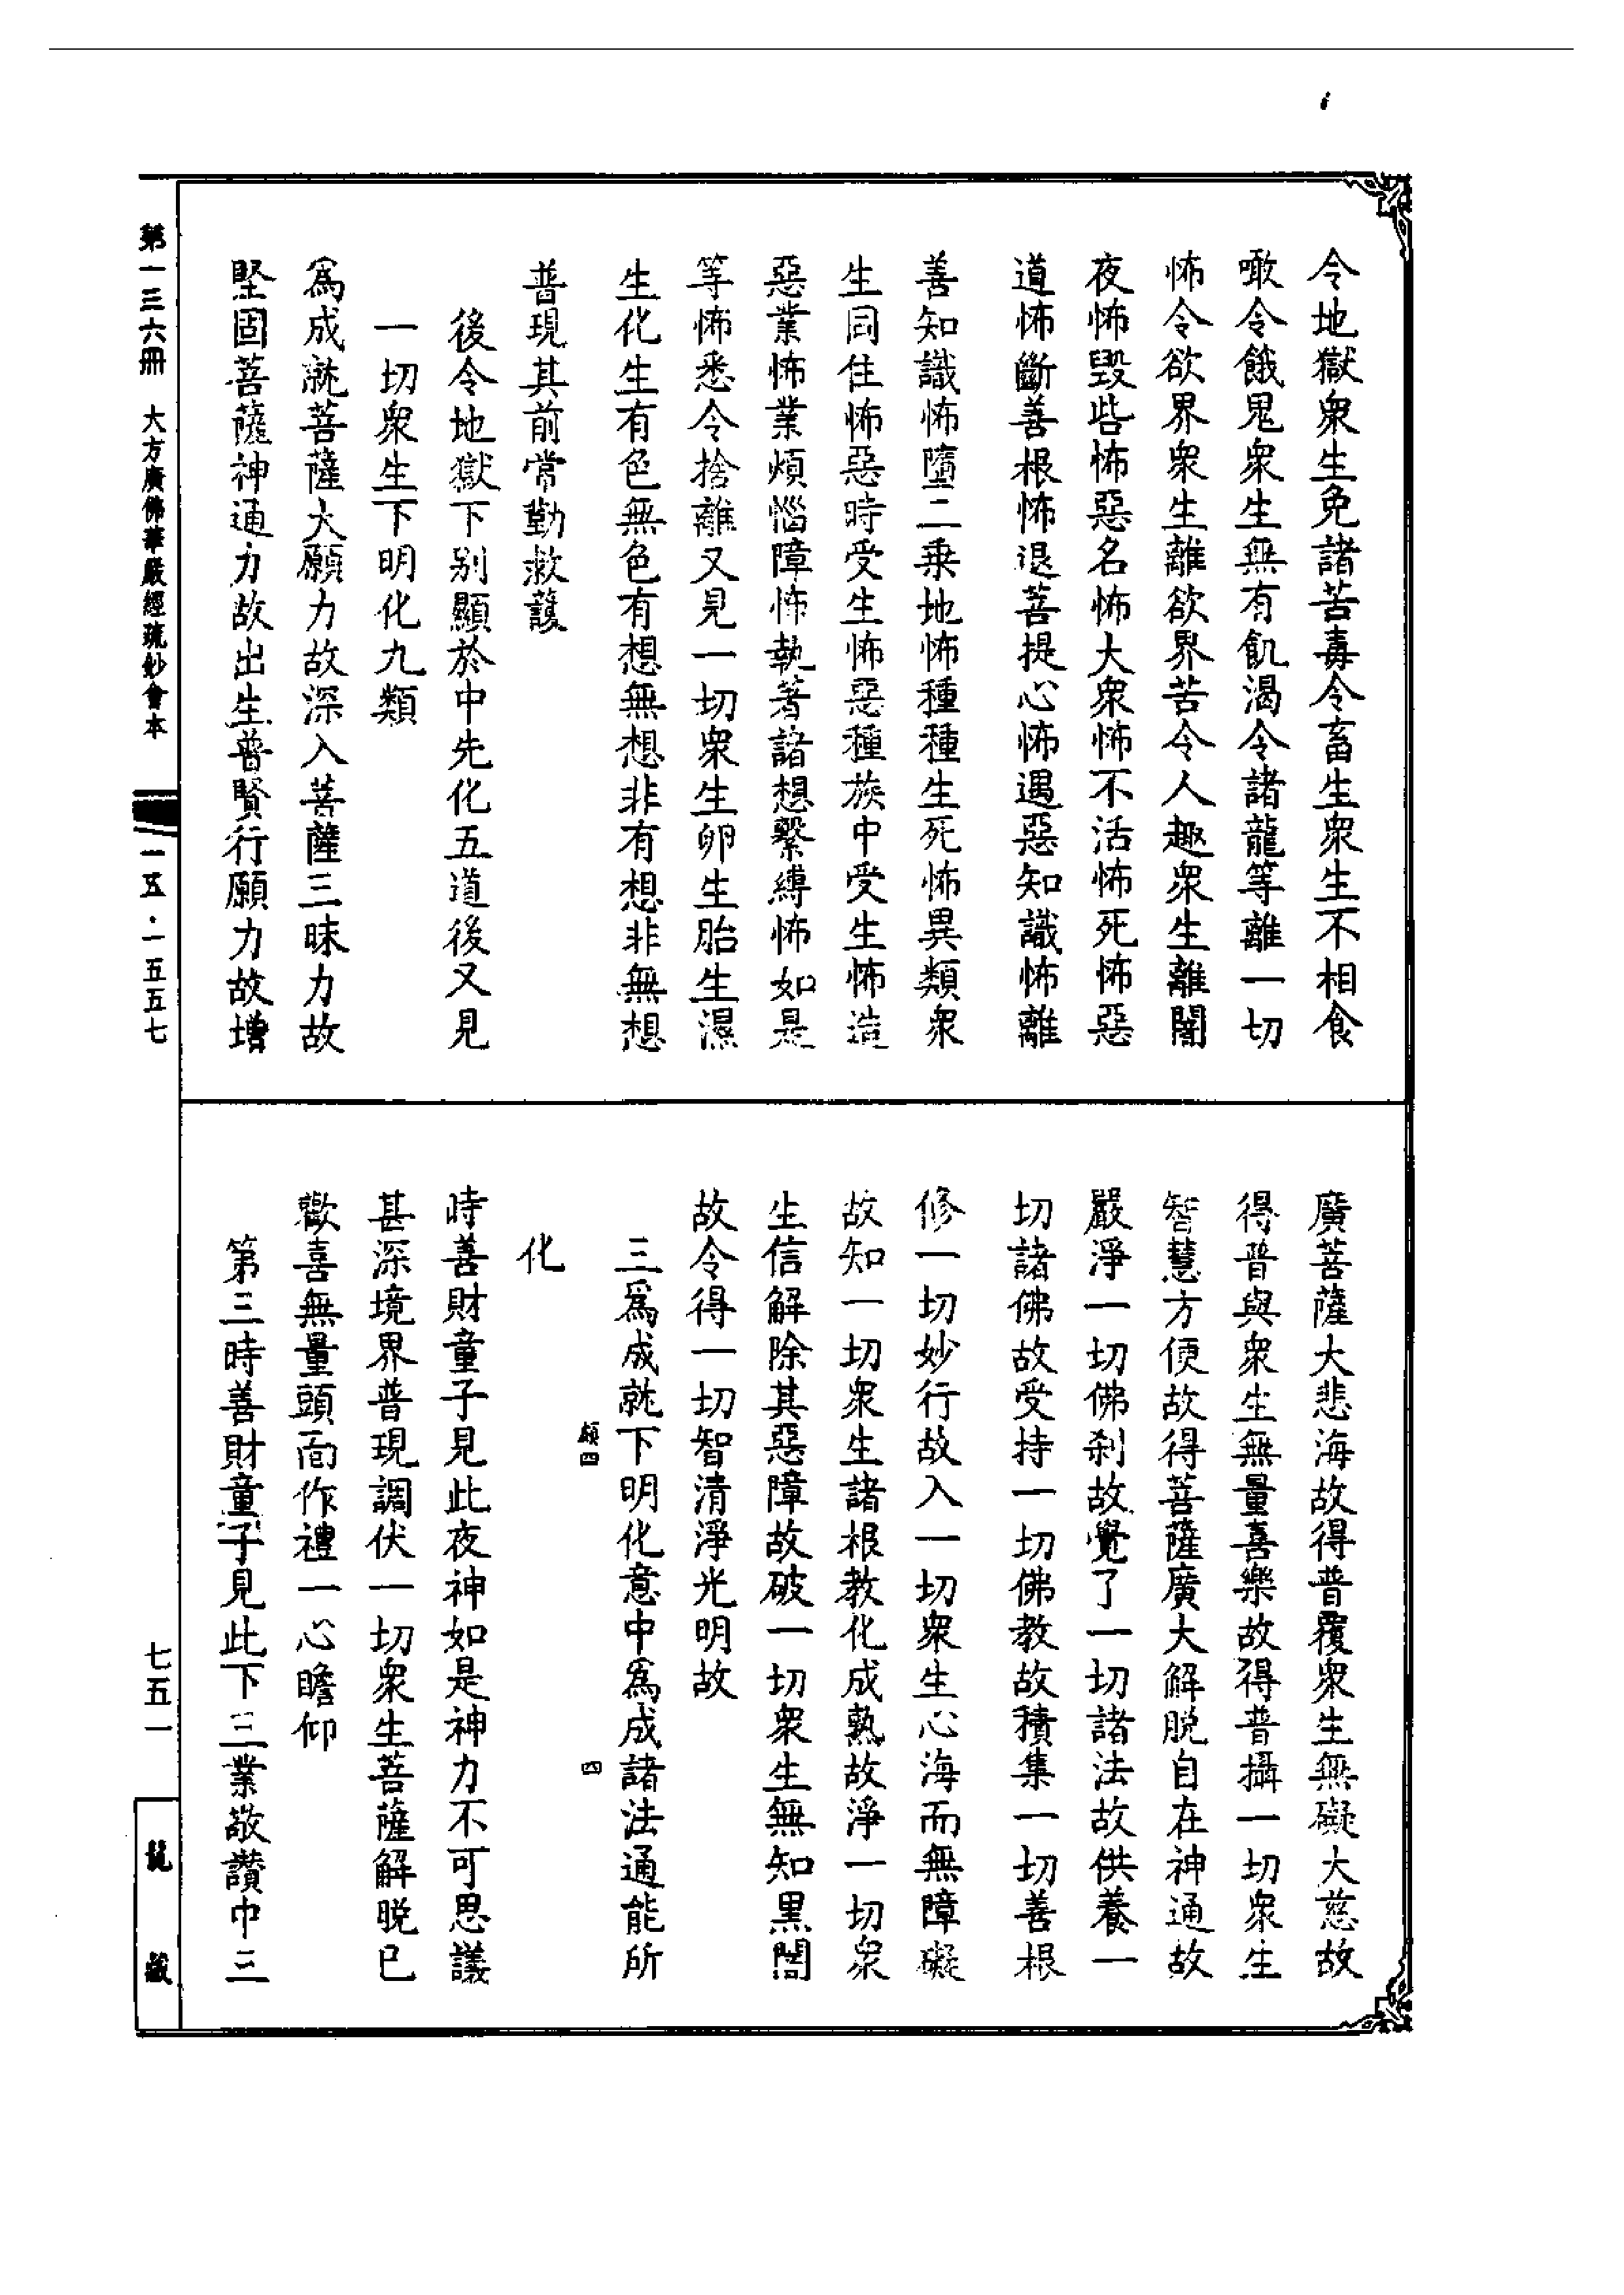 令地獄衆生免諸苦毒令畜生衆生不相食
噉令餓鬼衆生無有飢渴令諸龍等離一切
怖令欲界衆生離欲界苦令人趣衆生離闇
夜怖毀呰怖惡名怖大衆怖不活怖死怖惡
道怖斷善根怖退菩提心怖遇惡知識怖離
善知識怖墮二乗地怖種種生死怖異類衆
生同住怖惡時受生怖惡種族中受生怖造
惡業怖業煩惱障怖執著諸想繫縛怖如是
等怖悉令捨離又見一切衆生卵生胎生濕
生化生有色無色有想無想非有想非無想
普現其前常勤救護
後令地獄下别顯於中先化五道後又見
一切衆生下明化九類
爲成就菩薩大願力故深入菩薩三昧力故
堅固菩薩神通力故出生普賢行願力故增
廣菩薩大悲海故得普覆衆生無礙大慈故
得普與衆生無量喜樂故得普攝一切衆生
智慧方便故得菩薩廣大解脱自在神通故
嚴淨一切佛刹故覺了一切諸法故供養一
切諸佛故受持一切佛教故積集一切善根
修一切妙行故入一切衆生心海而無障礙
故知一切衆生諸根教化成熟故淨一切衆
生信解除其惡障故破一切衆生無知黑闇
故令得一切智清淨光明故
三爲成就下明化意中爲成諸法通能所
化
四
四
時善財童子見此夜神如是神力不可思議
甚深境界普現調伏一切衆生菩薩解脱已
歡喜無量頭面作禮一心瞻仰
第三時善財童子見此下三業敬讃中三
第一三六冊 大方廣佛華嚴經疏鈔會本
一五·一五五七
七五一
龍藏